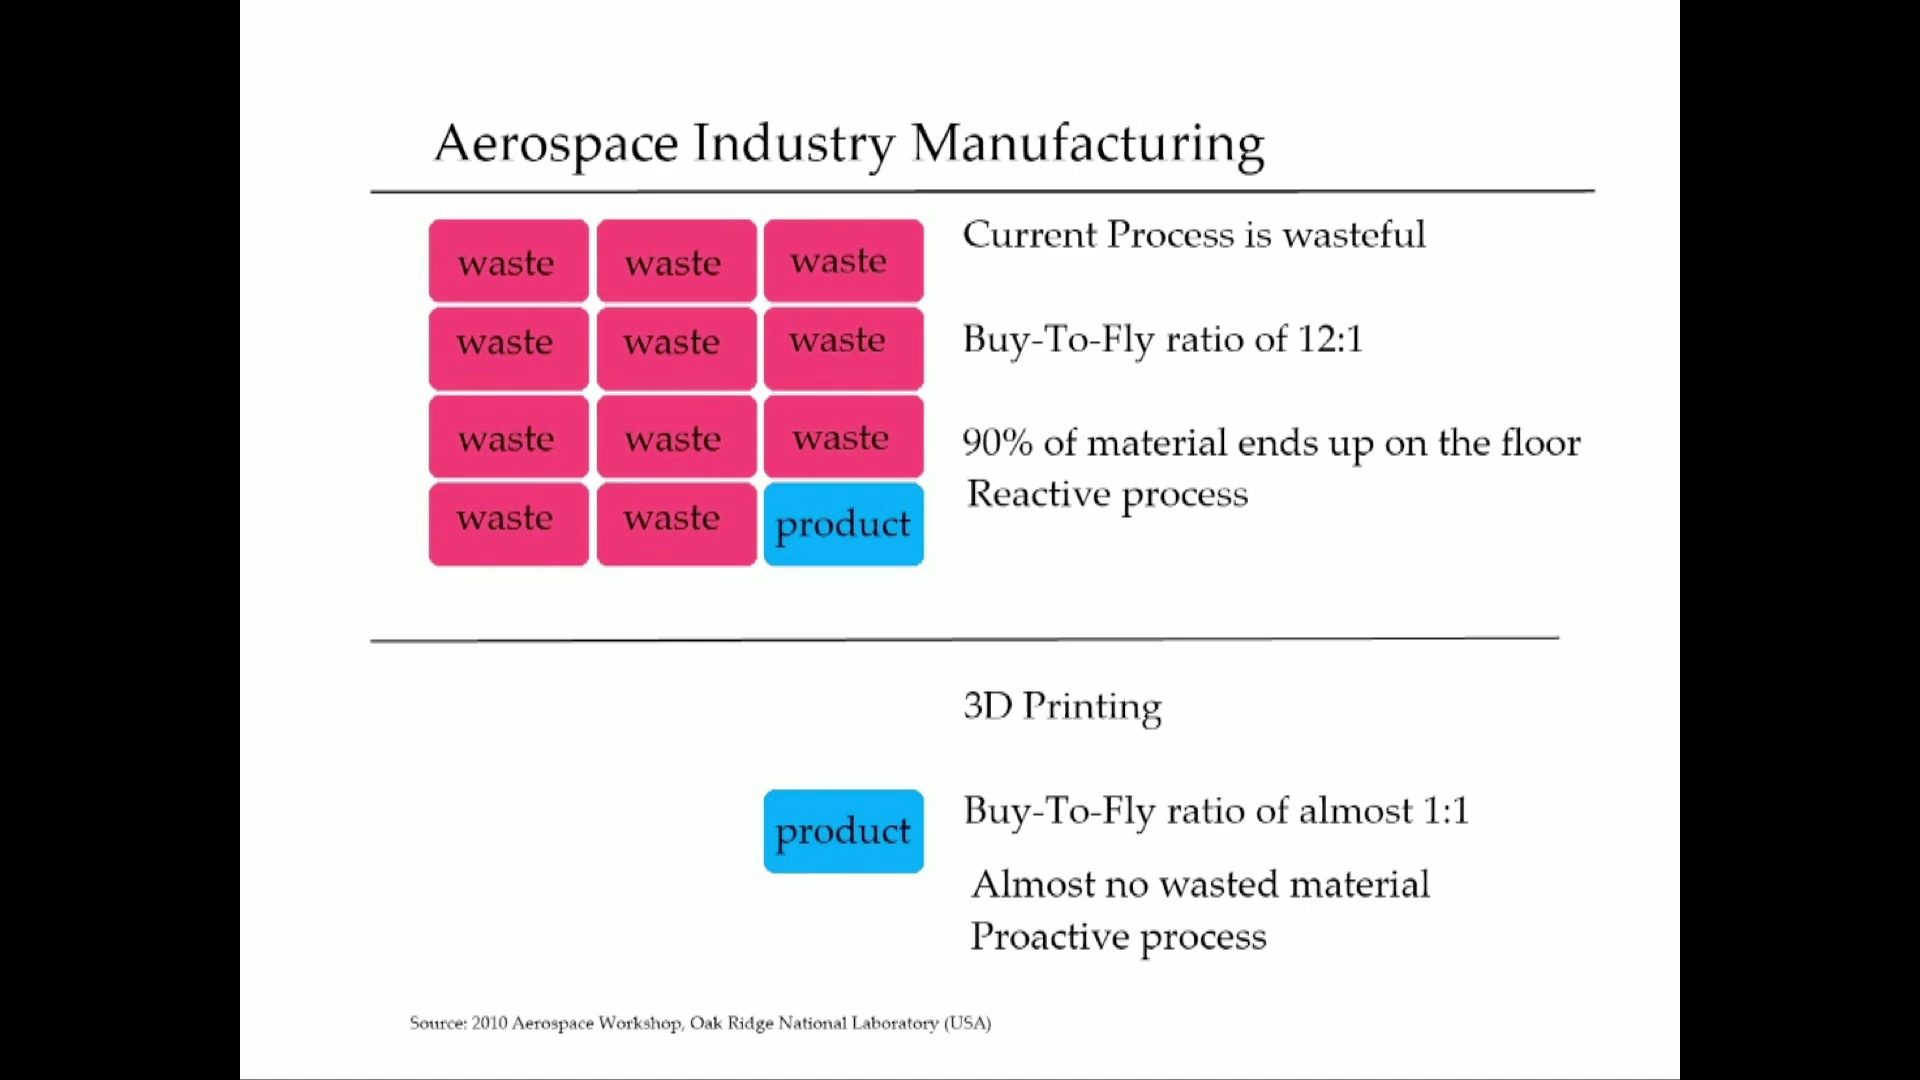 Aerospace Industry Manufacturing
waste waste waste
waste waste waste
waste waste waste
waste waste product
Current Process is wasteful
Buy-To-Fly ratio of 12:1
90% of material ends up on the floor
Reactive process
3D Printing
product
Buy-To-Fly ratio of almost 1:1
Almost no wasted material
Proactive process
Source: 2010 Aerospace Workshop, Oak Ridge National Laboratory (USA)